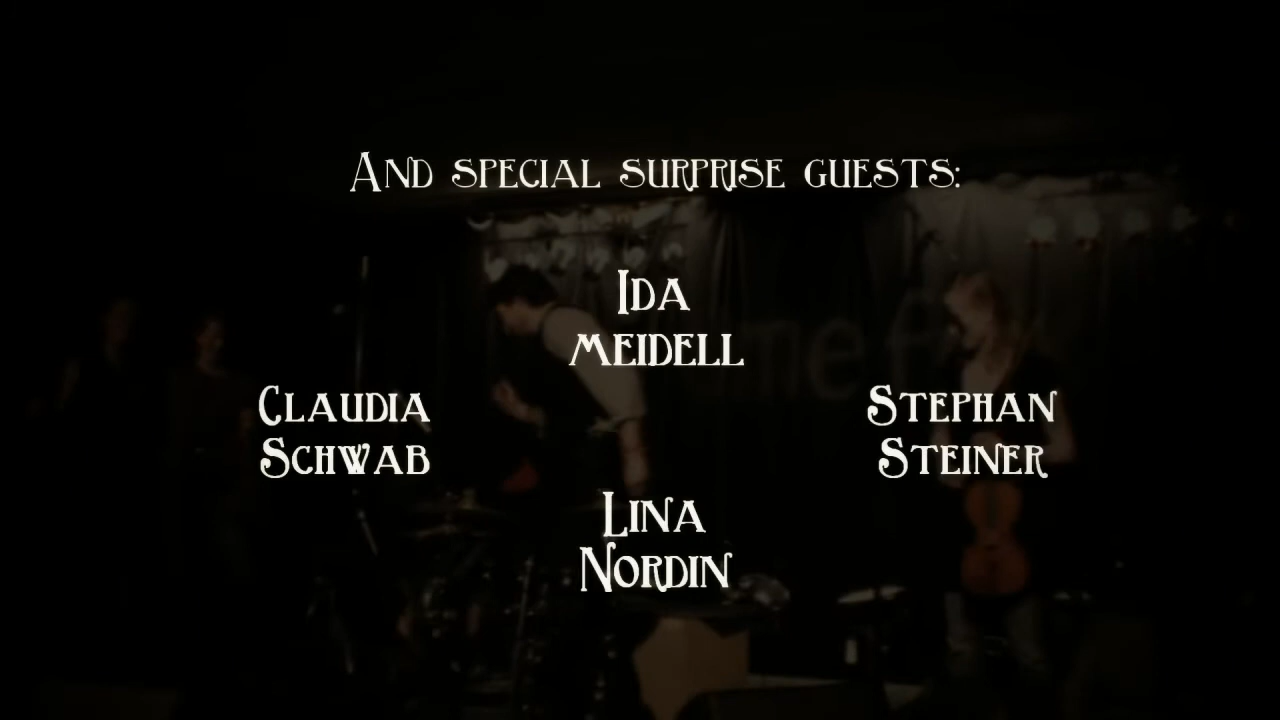 And special surprise guests:
Ida
Meidell
Claudia
Schwab
Stephan
Steiner
Lina
Nordin